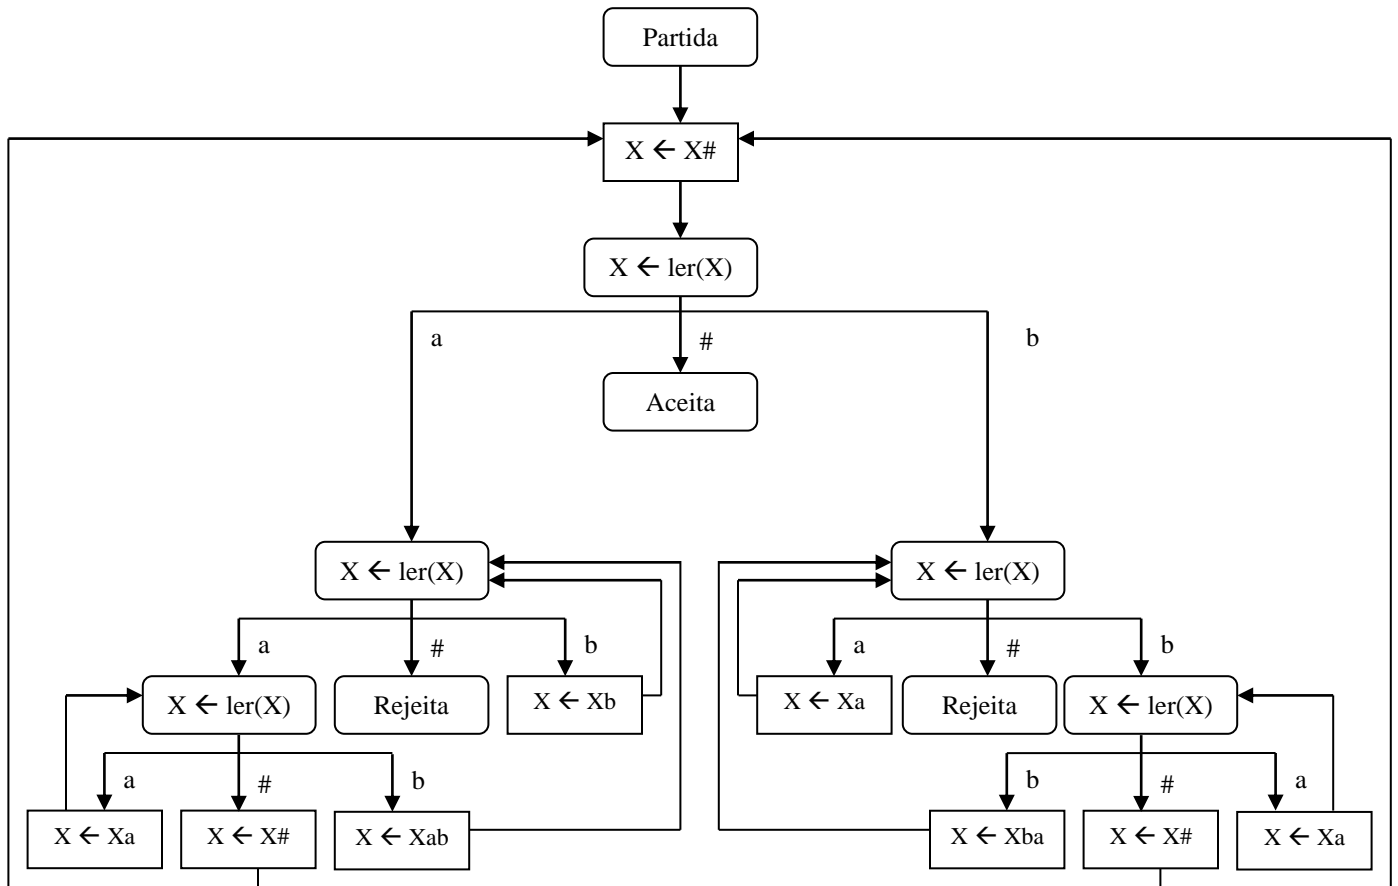 Partida
X ← X#
X ← ler(X)
a
#
b
Aceita
X ← ler(X)
X ← ler(X)
a
#
b
a
#
b
X ← ler(X)
Rejeita
X ← Xb
X ← Xa
Rejeita
X ← ler(X)
a
#
b
b
#
a
X ← Xa
X ← X#
X ← Xab
X ← Xba
X ← X#
X ← Xa